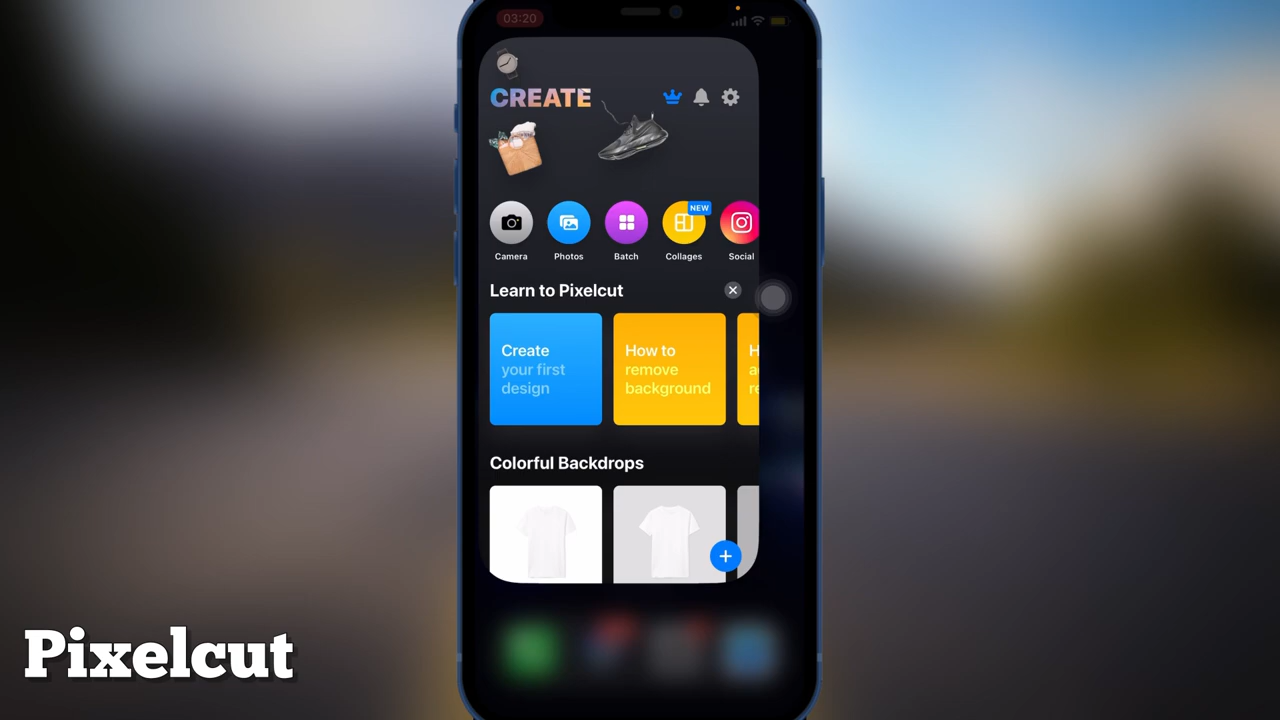 03:20
CREATE
NEW
Camera
Photos
Batch
Collages
Social
Learn to Pixelcut
Create
your first
design
How to
remove
background
H
a
re
Colorful Backdrops
Pixelcut